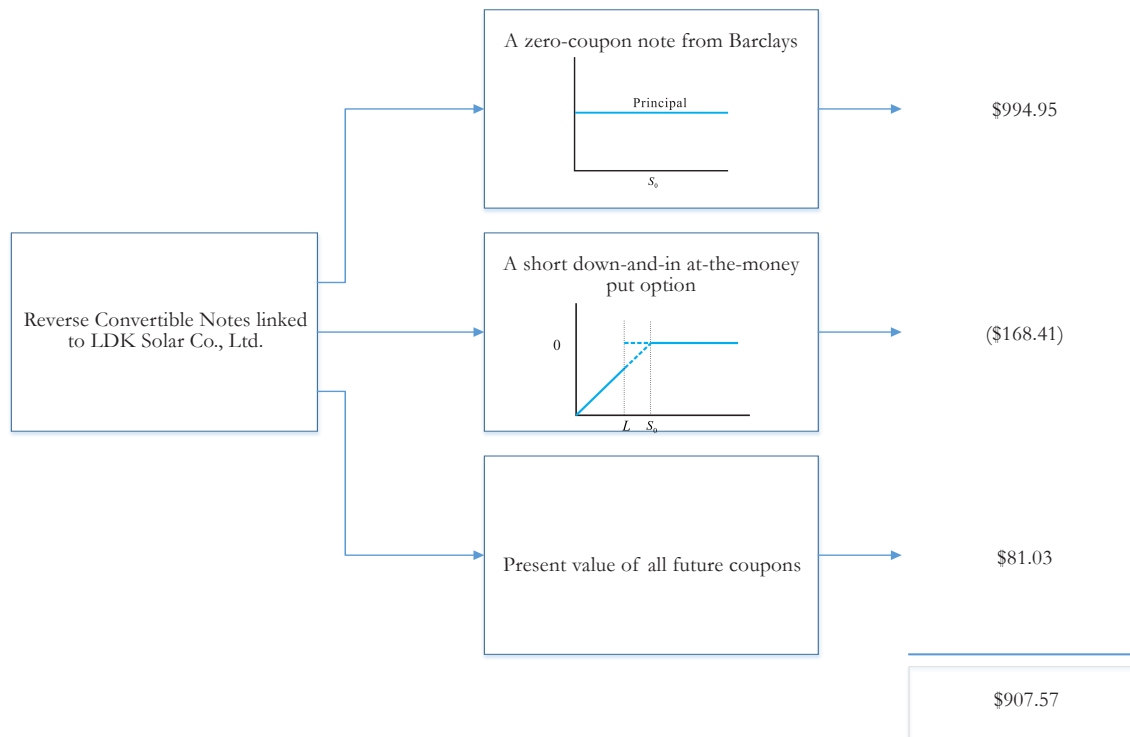 A zero-coupon note from Barclays
Principal
S₀
$994.95
Reverse Convertible Notes linked
to LDK Solar Co., Ltd.
A short down-and-in at-the-money
put option
0
L S₀
($168.41)
Present value of all future coupons
$81.03
$907.57